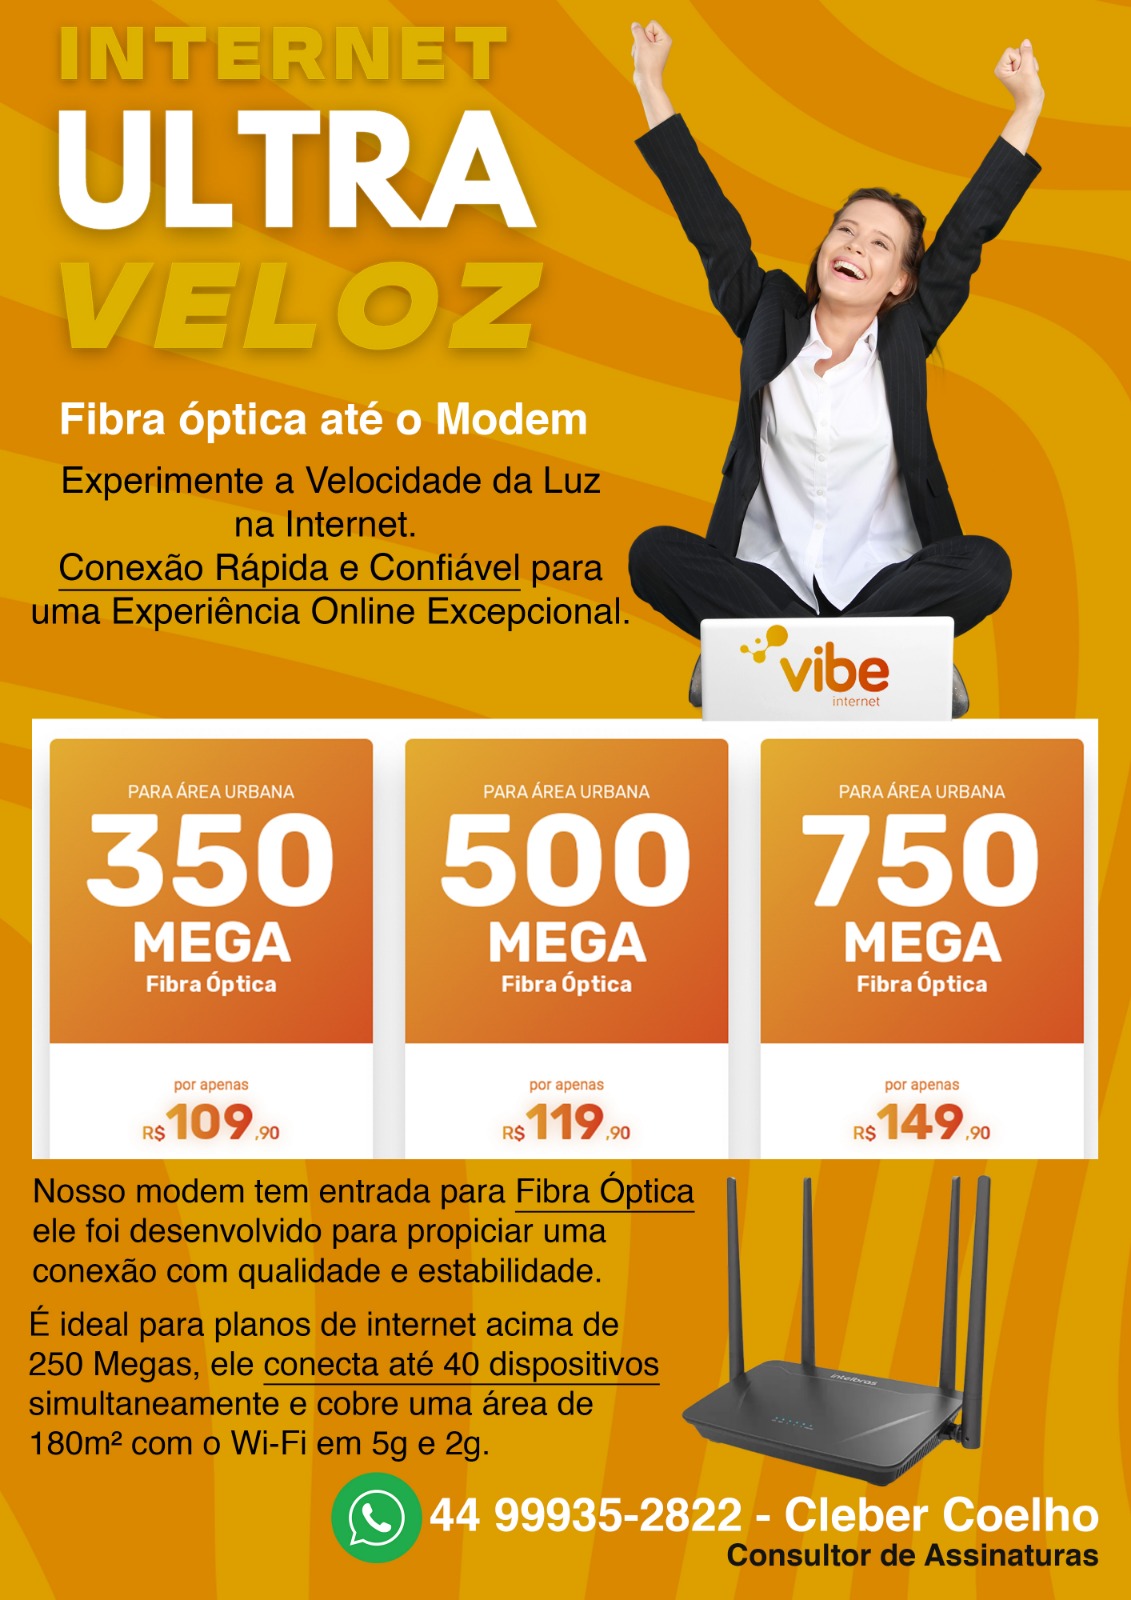 INTERNET
ULTRA
VELOZ
Fibra óptica até o Modem
Experimente a Velocidade da Luz
na Internet.
Conexão Rápida e Confiável para
uma Experiência Online Excepcional.
vibe
internet
PARA ÁREA URBANA
350
MEGA
Fibra Óptica
por apenas
R$109,90
PARA ÁREA URBANA
500
MEGA
Fibra Óptica
por apenas
R$119,90
PARA ÁREA URBANA
750
MEGA
Fibra Óptica
por apenas
R$149,90
Nosso modem tem entrada para Fibra Óptica
ele foi desenvolvido para propiciar uma
conexão com qualidade e estabilidade.
É ideal para planos de internet acima de
250 Megas, ele conecta até 40 dispositivos
simultaneamente e cobre uma área de
180m² com o Wi-Fi em 5g e 2g.
intelbras
44 99935-2822 - Cleber Coelho
Consultor de Assinaturas